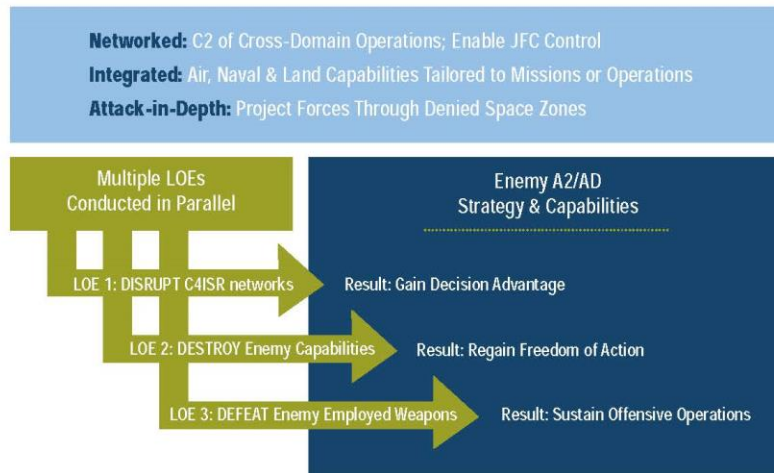 Networked: C2 of Cross-Domain Operations; Enable JFC Control
Integrated: Air, Naval & Land Capabilities Tailored to Missions or Operations
Attack-in-Depth: Project Forces Through Denied Space Zones
Multiple LOEs
Conducted in Parallel
Enemy A2/AD
Strategy & Capabilities
LOE 1: DISRUPT C4ISR networks
Result: Gain Decision Advantage
LOE 2: DESTROY Enemy Capabilities
Result: Regain Freedom of Action
LOE 3: DEFEAT Enemy Employed Weapons
Result: Sustain Offensive Operations